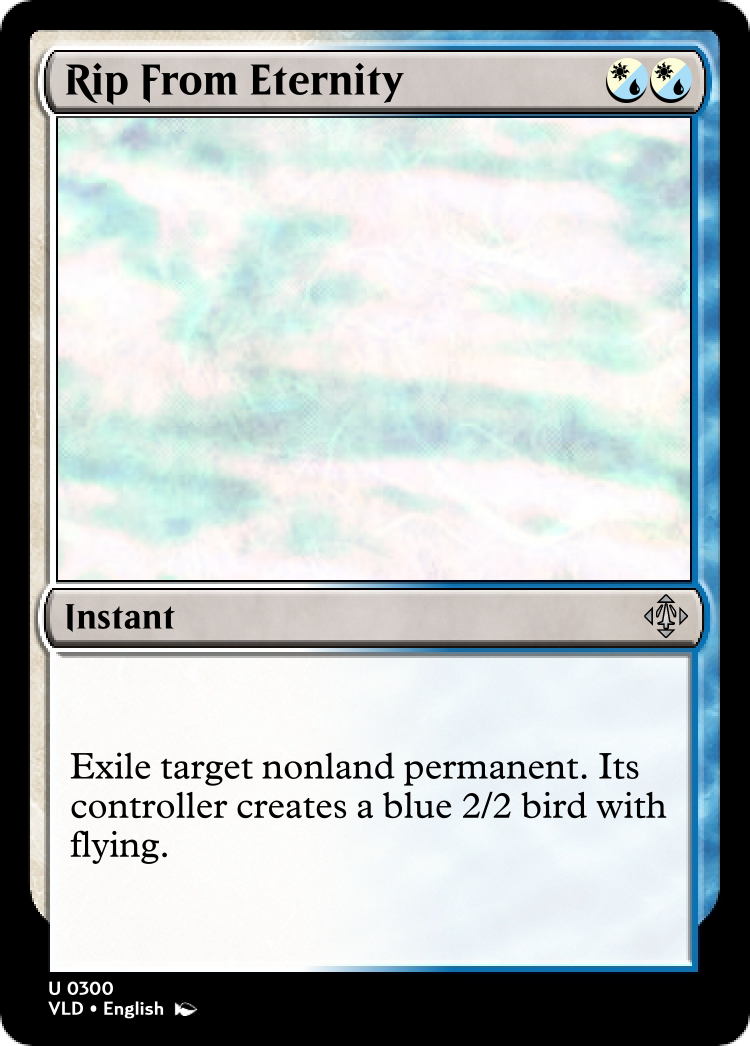 Rip From Eternity
Instant
Exile target nonland permanent. Its
controller creates a blue 2/2 bird with
flying.
U 0300
VLD • English